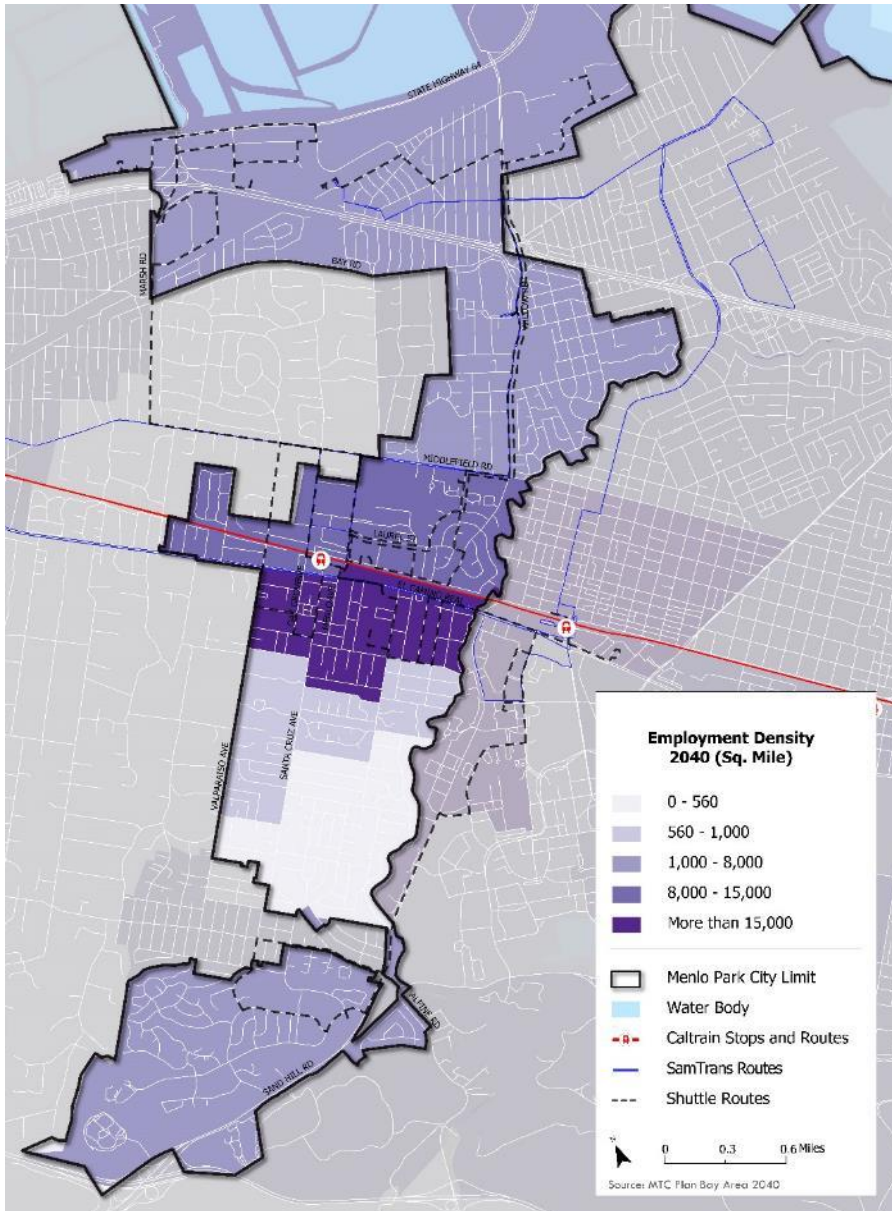 STATE HIGHWAY 84
MARSH RD
BAY RD
WILLOW RD
MIDDLEFIELD RD
LAUREL ST
EL CAMINO REAL
SANTA CRUZ AVE
VALPARAISO AVE
ALPINE RD
SAND HILL RD
Employment Density
2040 (Sq. Mile)
0 - 560
560 - 1,000
1,000 - 8,000
8,000 - 15,000
More than 15,000
Menlo Park City Limit
Water Body
Caltrain Stops and Routes
SamTrans Routes
Shuttle Routes
0 0.3 0.6 Miles
Source: MTC Plan Bay Area 2040